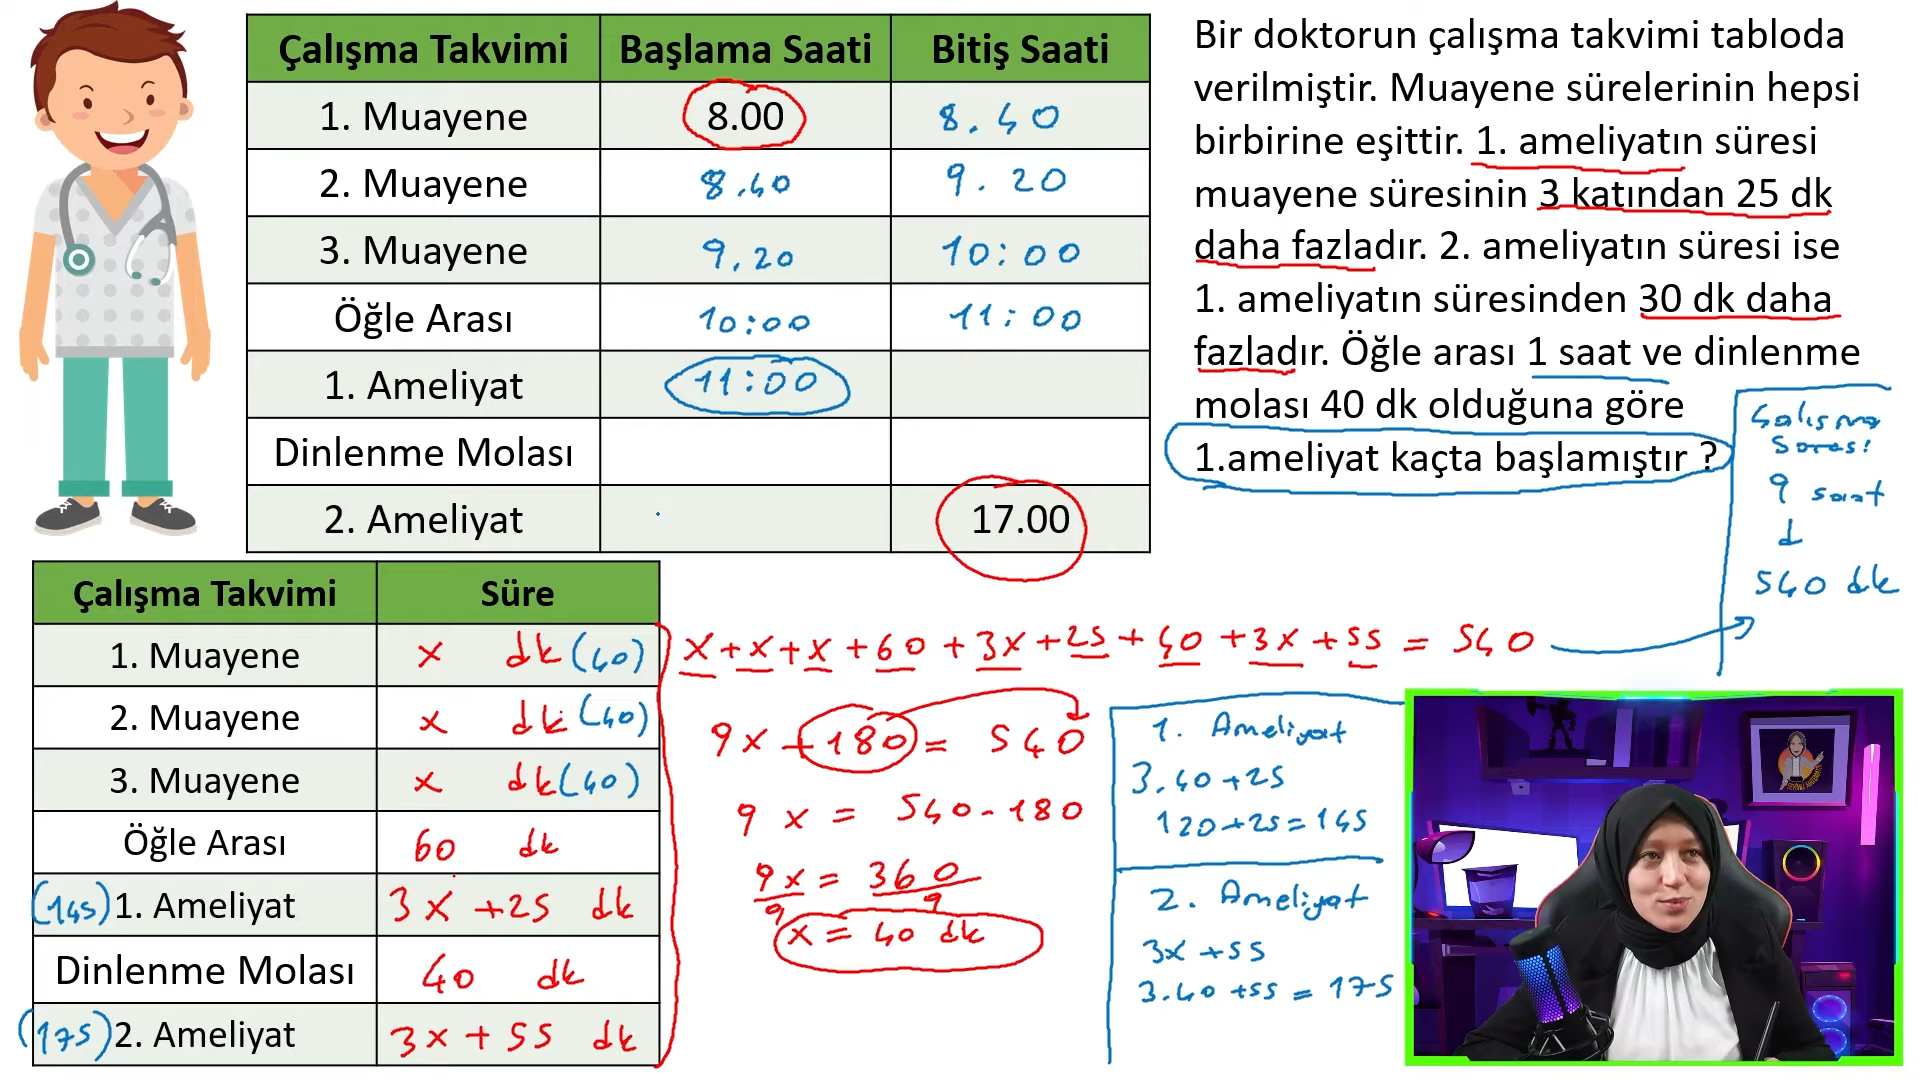 Çalışma Takvimi Başlama Saati Bitiş Saati
1. Muayene 8.00 8.40
2. Muayene 8.40 9.20
3. Muayene 9.20 10:00
Öğle Arası 10:00 11:00
1. Ameliyat 11:00
Dinlenme Molası
2. Ameliyat 17.00
Bir doktorun çalışma takvimi tabloda
verilmiştir. Muayene sürelerinin hepsi
birbirine eşittir. 1. ameliyatın süresi
muayene süresinin 3 katından 25 dk
daha fazladır. 2. ameliyatın süresi ise
1. ameliyatın süresinden 30 dk daha
fazladır. Öğle arası 1 saat ve dinlenme
molası 40 dk olduğuna göre
1.ameliyat kaçta başlamıştır ?
Çalışma
Süresi
9 saat
↓
540 dk
Çalışma Takvimi Süre
1. Muayene x dk (40)
2. Muayene x dk (40)
3. Muayene x dk (40)
Öğle Arası 60 dk
(145) 1. Ameliyat 3x + 25 dk
Dinlenme Molası 40 dk
(175) 2. Ameliyat 3x + 55 dk
x + x + x + 60 + 3x + 25 + 40 + 3x + 55 = 540
9x + 180 = 540
9x = 540 - 180
9x = 360
9 9
x = 40 dk
1. Ameliyat
3.40 + 25
120 + 25 = 145
2. Ameliyat
3x + 55
3.40 + 55 = 175